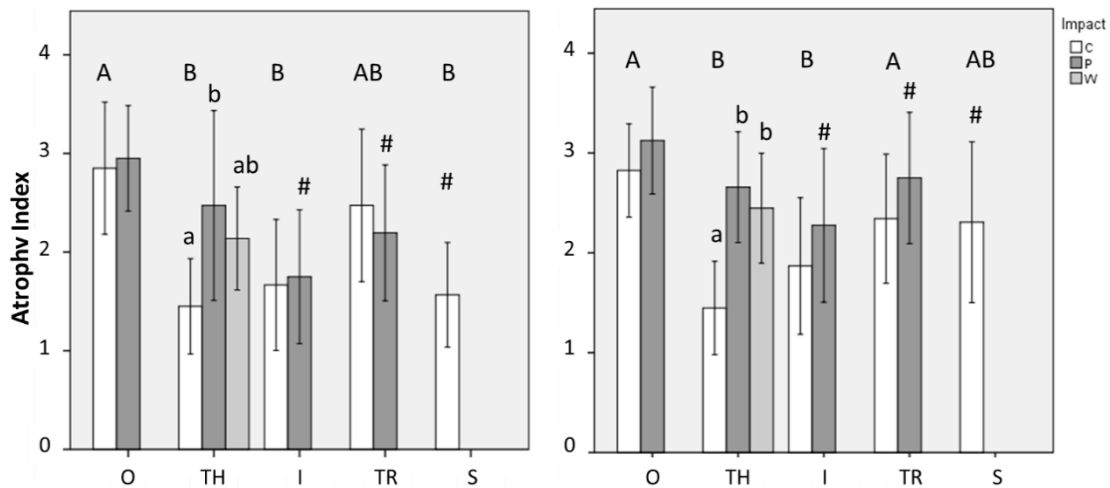 Atrophy Index
4
3
2
1
0
A B B AB B
b
ab
a
#
#
#
O TH I TR S
4
3
2
1
0
A B B A AB
b
b
a
#
#
#
O TH I TR S
Impact
C
P
W